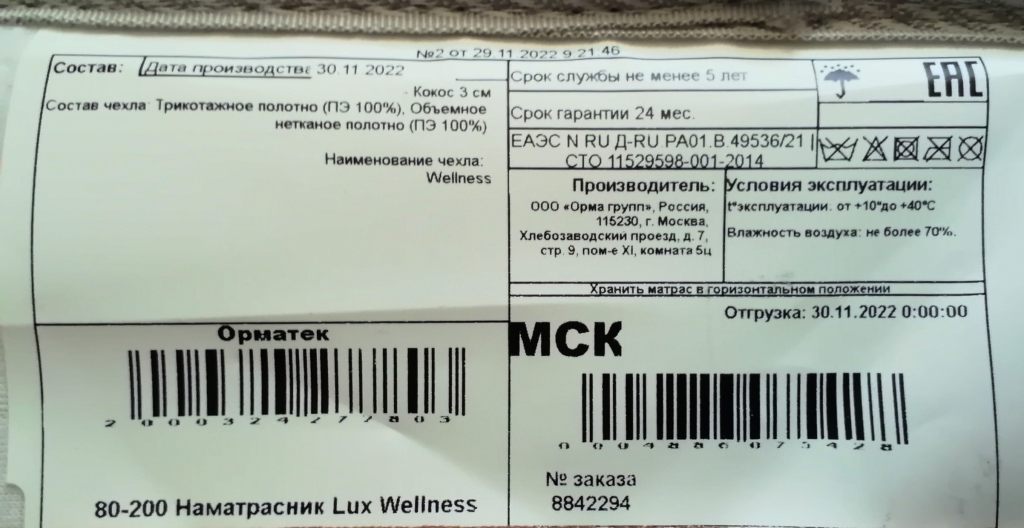 №2 от 29.11.2022 9:21:46
Состав: Дата производства 30.11.2022
Кокос 3 см
Состав чехла: Трикотажное полотно (ПЭ 100%), Объемное
нетканое полотно (ПЭ 100%)
Наименование чехла:
Wellness
Срок службы не менее 5 лет
Срок гарантии 24 мес.
EAC
ЕАЭС N RU Д-RU РА01.В.49536/21 |
СТО 11529598-001-2014
Производитель:
ООО «Орма групп», Россия,
115230, г. Москва,
Хлебозаводский проезд, д. 7,
стр. 9, пом-е XI, комната 5ц
Условия эксплуатации:
t°эксплуатации. от +10°до +40°С
Влажность воздуха: не более 70%.
Хранить матрас в горизонтальном положении
Орматек
2000324277803
80-200 Наматрасник Lux Wellness
Отгрузка: 30.11.2022 0:00:00
МСК
№ заказа
8842294